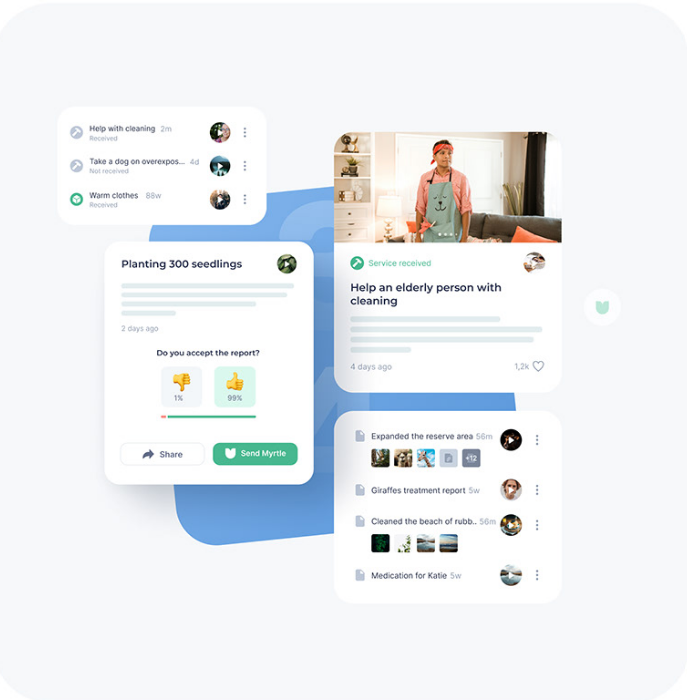 Help with cleaning 2m
Received
Take a dog on overexpos... 4d
Not received
Warm clothes 88w
Received
Planting 300 seedlings
2 days ago
Do you accept the report?
1%
99%
Share
Send Myrtle
Service received
Help an elderly person with
cleaning
4 days ago
1,2k
Expanded the reserve area 56m
+12
Giraffes treatment report 5w
Cleaned the beach of rubb.. 56m
Medication for Katie 5w